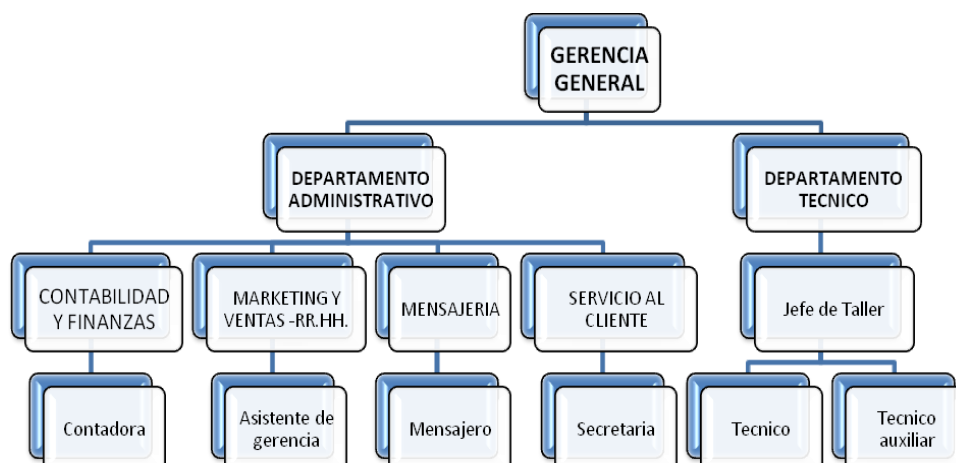 GERENCIA
GENERAL
DEPARTAMENTO
ADMINISTRATIVO
DEPARTAMENTO
TECNICO
CONTABILIDAD
Y FINANZAS
MARKETING Y
VENTAS -RR.HH.
MENSAJERIA
SERVICIO AL
CLIENTE
Jefe de Taller
Contadora
Asistente de
gerencia
Mensajero
Secretaria
Tecnico
Tecnico
auxiliar